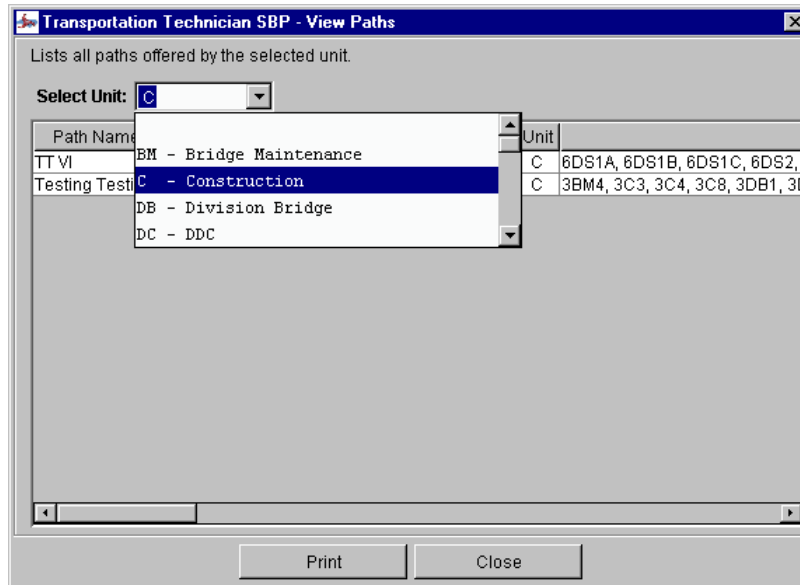 Transportation Technician SBP - View Paths
Lists all paths offered by the selected unit.
Select Unit: C
BM - Bridge Maintenance
C - Construction
DB - Division Bridge
DC - DDC
Path Name Unit
TT VI C 6DS1A, 6DS1B, 6DS1C, 6DS2,
Testing Testi C 3BM4, 3C3, 3C4, 3C8, 3DB1,
Print Close